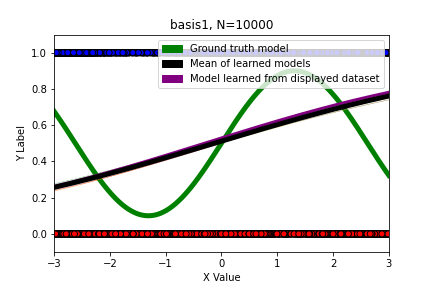 basis1, N=10000
Ground truth model
Mean of learned models
Model learned from displayed dataset
1.0
0.8
0.6
0.4
0.2
0.0
Y Label
−3
−2
−1
0
1
2
3
X Value